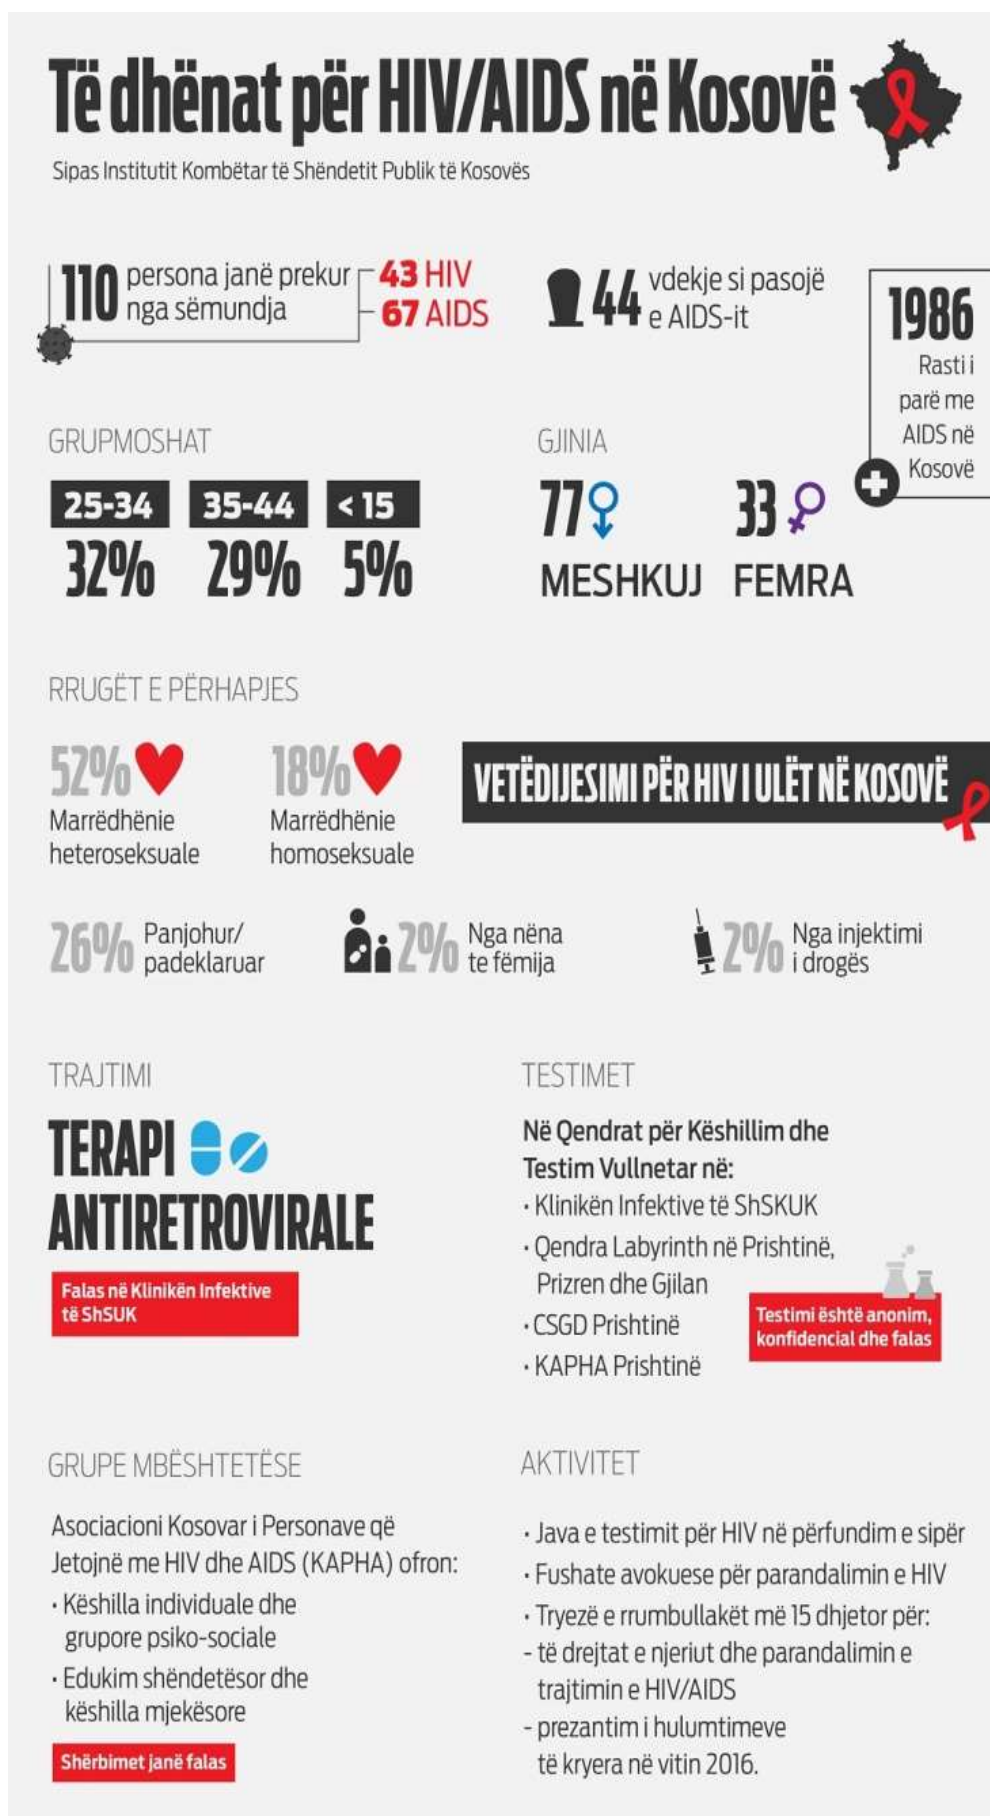 Të dhënat për HIV/AIDS në Kosovë
Sipas Institutit Kombëtar të Shëndetit Publik të Kosovës
110 persona janë prekur
nga sëmundja
43 HIV
67 AIDS
44 vdekje si pasojë
e AIDS-it
1986
Rasti i
parë me
AIDS në
Kosovë
GRUPMOSHAT
25-34 35-44 < 15
32% 29% 5%
GJINIA
77 33
MESHKUJ FEMRA
RRUGËT E PËRHAPJES
52%
Marrëdhënie
heteroseksuale
18%
Marrëdhënie
homoseksuale
VETËDIJESIMI PËR HIV I ULËT NË KOSOVË
26% Panjohur/
padeklaruar
2% Nga nëna
te fëmija
2% Nga injektimi
i drogës
TRAJTIMI
TERAPI
ANTIRETROVIRALE
Falas në Klinikën Infektive
të ShSUK
TESTIMET
Në Qendrat për Këshillim dhe
Testim Vullnetar në:
· Klinikën Infektive të ShSKUK
· Qendra Labyrinth në Prishtinë,
Prizren dhe Gjilan
· CSGD Prishtinë
· KAPHA Prishtinë
Testimi është anonim,
konfidencial dhe falas
GRUPE MBËSHTETËSE
Asociacioni Kosovar i Personave që
Jetojnë me HIV dhe AIDS (KAPHA) ofron:
· Këshilla individuale dhe
grupore psiko-sociale
· Edukim shëndetësor dhe
këshilla mjekësore
Shërbimet janë falas
AKTIVITET
· Java e testimit për HIV në përfundim e sipër
· Fushate avokuese për parandalimin e HIV
· Tryezë e rrumbullakët më 15 dhjetor për:
- të drejtat e njeriut dhe parandalimin e
trajtimin e HIV/AIDS
- prezantim i hulumtimeve
të kryera në vitin 2016.